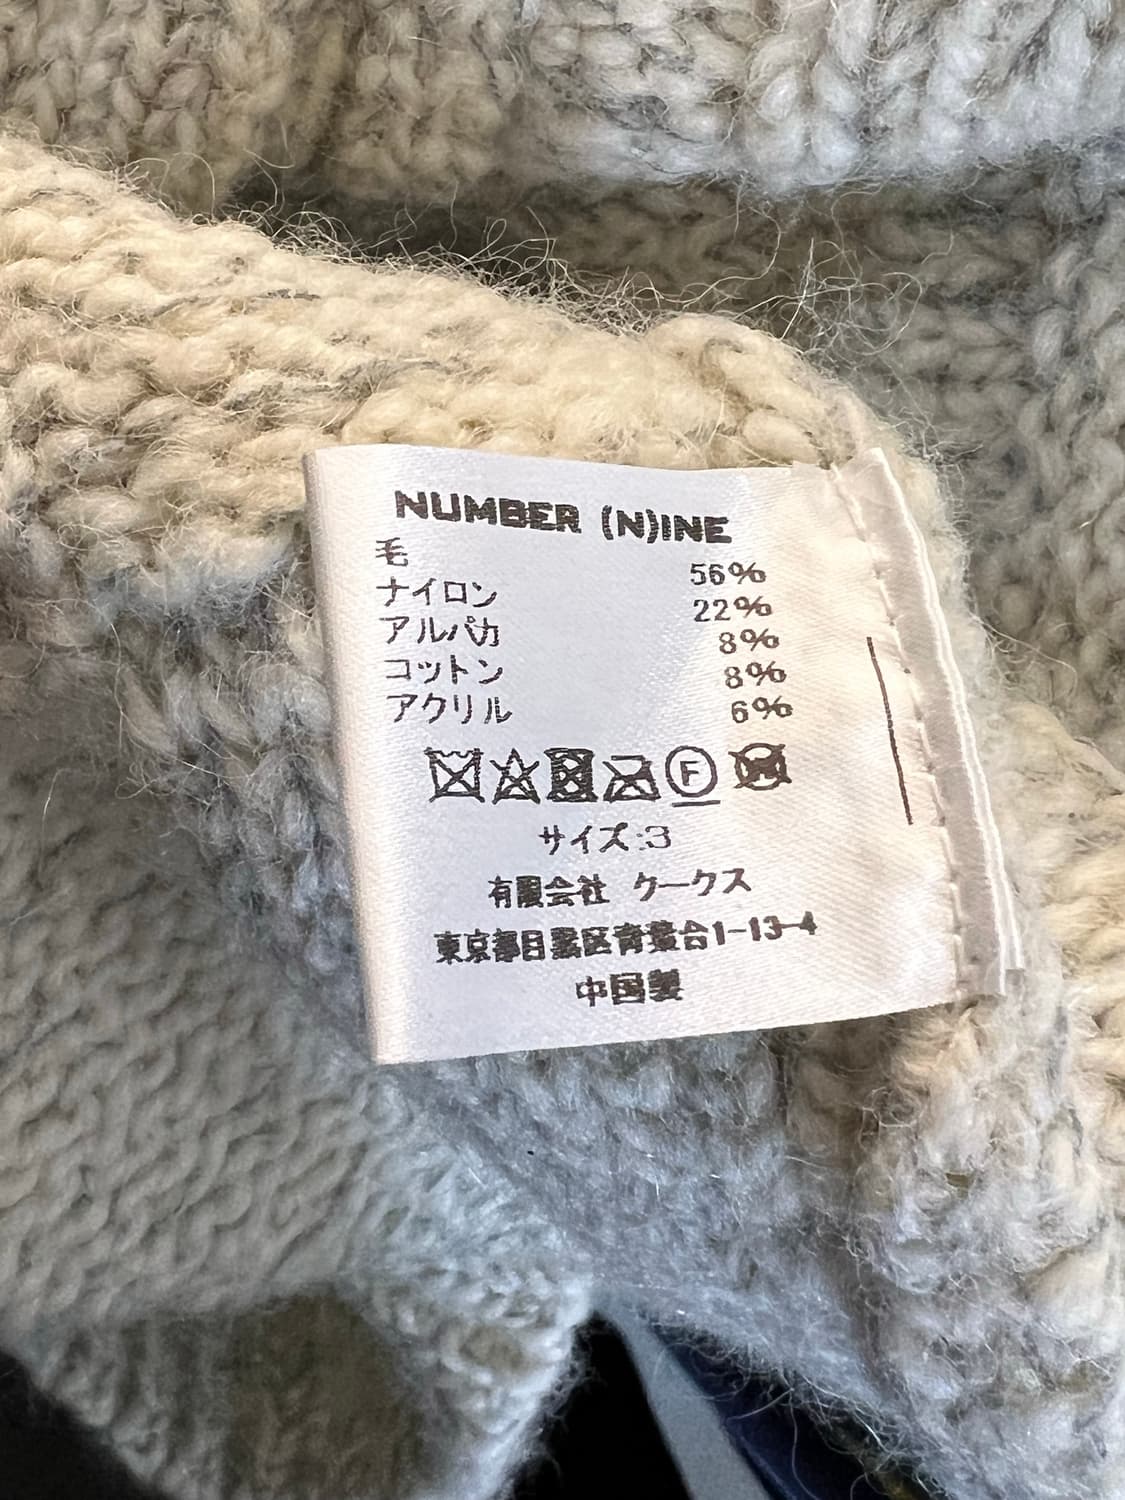 NUMBER (N)INE
毛 56%
ナイロン 22%
アルパカ 8%
コットン 8%
アクリル 6%
F
サイズ:3
有限会社 クークス
東京都目黒区青葉台1-13-4
中国製